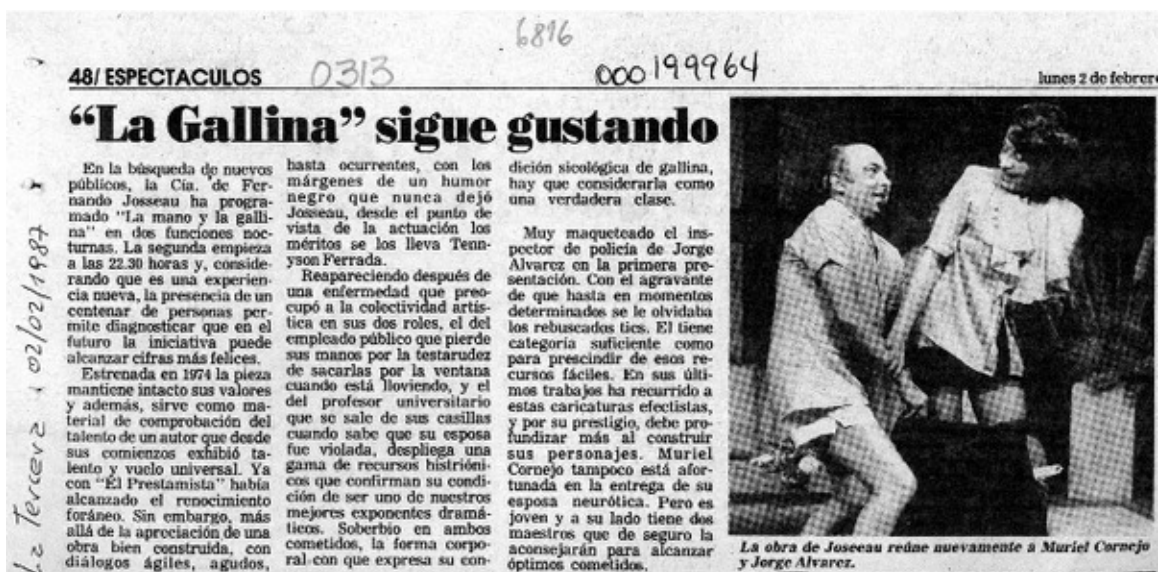 6816
48/ ESPECTACULOS
0313
000199964
lunes 2 de febrero
“La Gallina” sigue gustando
En la búsqueda de nuevos
públicos, la Cía. de Fer-
nando Josseau ha progra-
mado “La mano y la galli-
na” en dos funciones noc-
turnas. La segunda empieza
a las 22.30 horas y, conside-
rando que es una experien-
cia nueva, la presencia de un
centenar de personas per-
mite diagnosticar que en el
futuro la iniciativa puede
alcanzar cifras más felices.
Estrenada en 1974 la pieza
mantiene intacto sus valores
y además, sirve como ma-
terial de comprobación del
talento de un autor que desde
sus comienzos exhibió ta-
lento y vuelo universal. Ya
con “El Prestamista” había
alcanzado el renocimiento
foráneo. Sin embargo, más
allá de la apreciación de una
obra bien construida, con
diálogos ágiles, agudos,
hasta ocurrentes, con los
márgenes de un humor
negro que nunca dejó
Josseau, desde el punto de
vista de la actuación los
méritos se los lleva Tenn-
yson Ferrada.
Reapareciendo después de
una enfermedad que preo-
cupó a la colectividad artís-
tica en sus dos roles, el del
empleado público que pierde
sus manos por la testarudez
de sacarlas por la ventana
cuando está lloviendo, y el
del profesor universitario
que se sale de sus casillas
cuando sabe que su esposa
fue violada, despliega una
gama de recursos histrióni-
cos que confirman su condi-
ción de ser uno de nuestros
mejores exponentes dramá-
ticos. Soberbio en ambos
cometidos, la forma corpo-
ral con que expresa su con-
dición sicológica de gallina,
hay que considerarla como
una verdadera clase.
Muy maqueteado el ins-
pector de policía de Jorge
Alvarez en la primera pre-
sentación. Con el agravante
de que hasta en momentos
determinados se le olvidaba
los rebuscados tics. El tiene
categoría suficiente como
para prescindir de esos re-
cursos fáciles. En sus últi-
mos trabajos ha recurrido a
estas caricaturas efectistas,
y por su prestigio, debe pro-
fundizar más al construir
sus personajes. Muriel
Cornejo tampoco está afor-
tunada en la entrega de su
esposa neurótica. Pero es
joven y a su lado tiene dos
maestros que de seguro la
aconsejarán para alcanzar
óptimos cometidos.
La obra de Josseau reúne nuevamente a Muriel Cornejo
y Jorge Alvarez.
La Tercera 02/02/1987